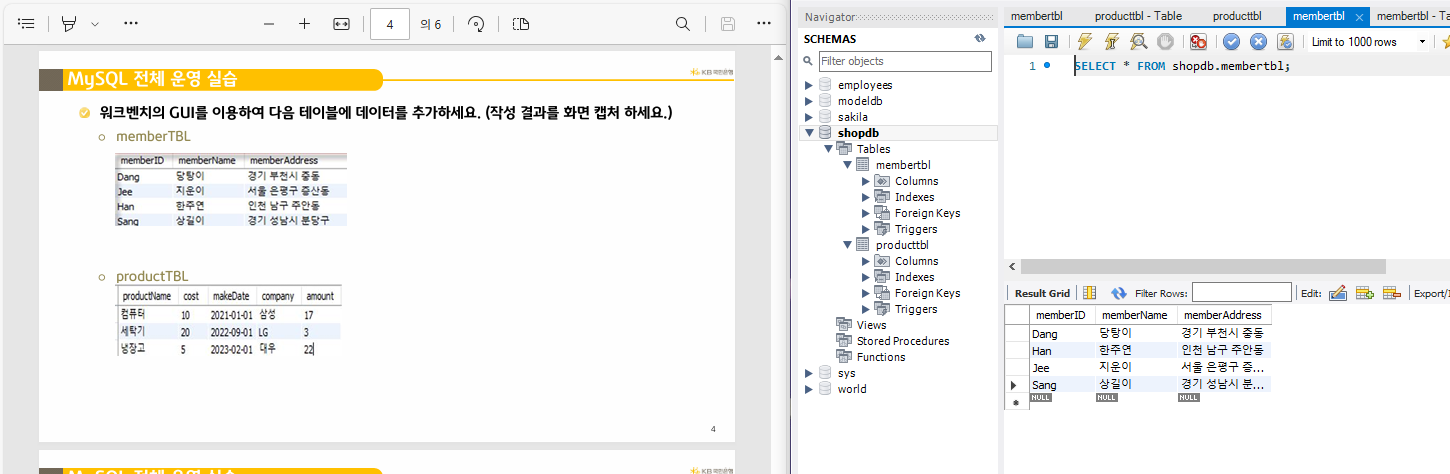 4 의 6
MySQL 전체 운영 실습
KB 국민은행
워크벤치의 GUI를 이용하여 다음 테이블에 데이터를 추가하세요. (작성 결과를 화면 캡처 하세요.)
memberTBL
memberID memberName memberAddress
Dang 당탕이 경기 부천시 중동
Jee 지운이 서울 은평구 증산동
Han 한주연 인천 남구 주안동
Sang 상길이 경기 성남시 분당구
productTBL
productName cost makeDate company amount
컴퓨터 10 2021-01-01 삼성 17
세탁기 20 2022-09-01 LG 3
냉장고 5 2023-02-01 대우 22
4
MySQL 전체 운영 실습
KB 국민은행
Navigator
SCHEMAS
Filter objects
employees
modeldb
sakila
shopdb
Tables
membertbl
Columns
Indexes
Foreign Keys
Triggers
producttbl
Columns
Indexes
Foreign Keys
Triggers
Views
Stored Procedures
Functions
sys
world
membertbl producttbl - Table producttbl membertbl membertbl - Ta
Limit to 1000 rows
1 SELECT * FROM shopdb.membertbl;
Result Grid Filter Rows: Edit: Export/I
memberID memberName memberAddress
Dang 당탕이 경기 부천시 중동
Han 한주연 인천 남구 주안동
Jee 지운이 서울 은평구 증...
Sang 상길이 경기 성남시 분...
NULL NULL NULL